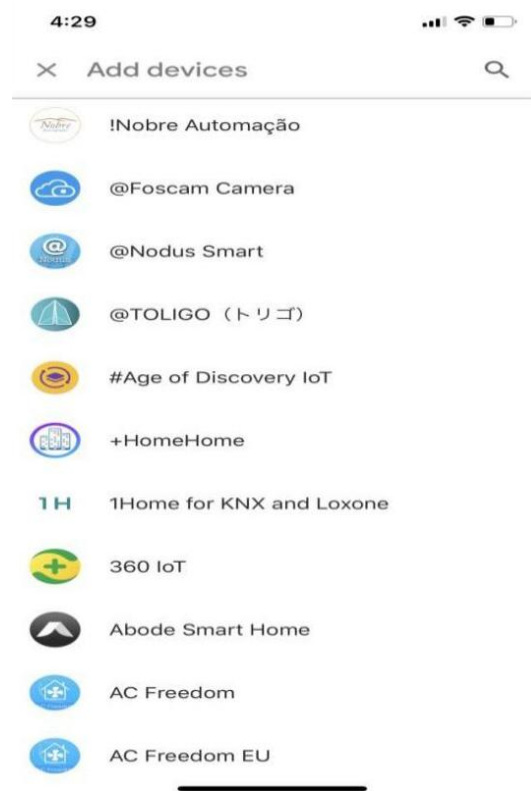 4:29
Add devices
Nobre
!Nobre Automação
@Foscam Camera
@
@Nodus Smart
@TOLIGO（トリゴ）
#Age of Discovery IoT
+HomeHome
1H 1Home for KNX and Loxone
360 IoT
Abode Smart Home
AC Freedom
AC Freedom EU